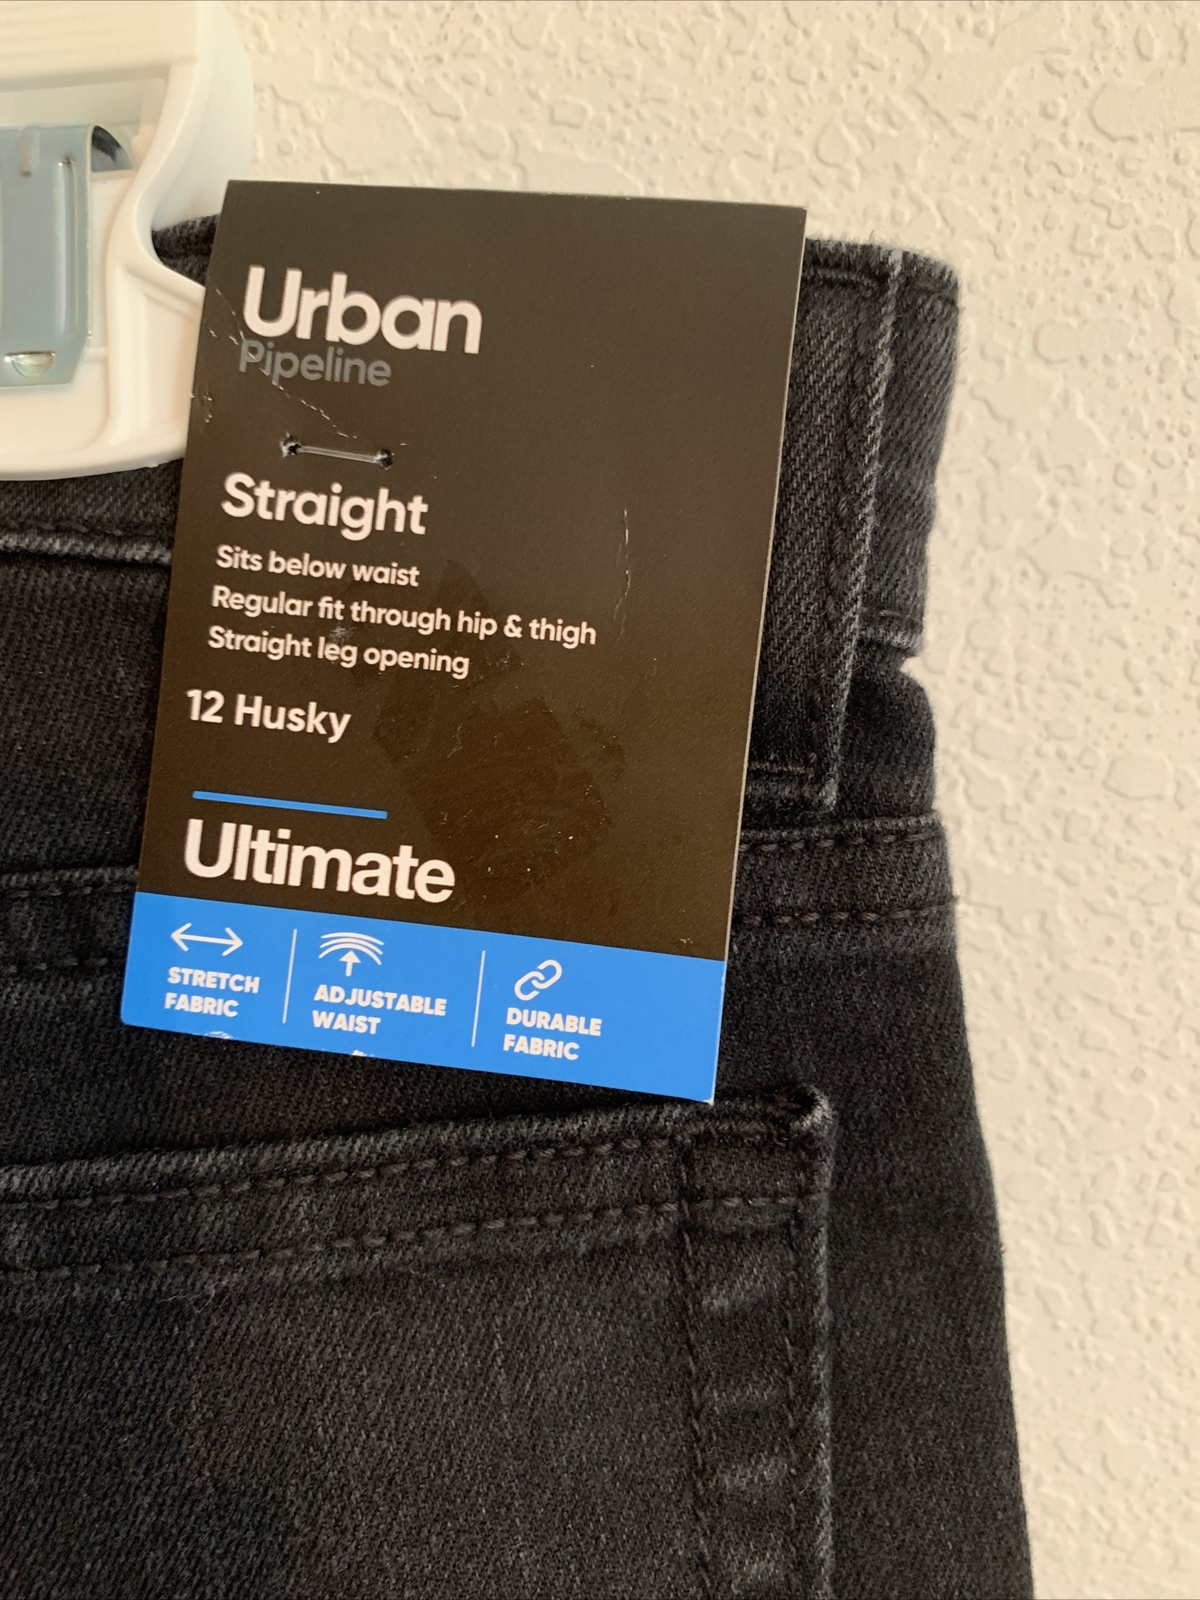 Urban
Pipeline
Straight
Sits below waist
Regular fit through hip & thigh
Straight leg opening
12 Husky
Ultimate
STRETCH
FABRIC
ADJUSTABLE
WAIST
DURABLE
FABRIC